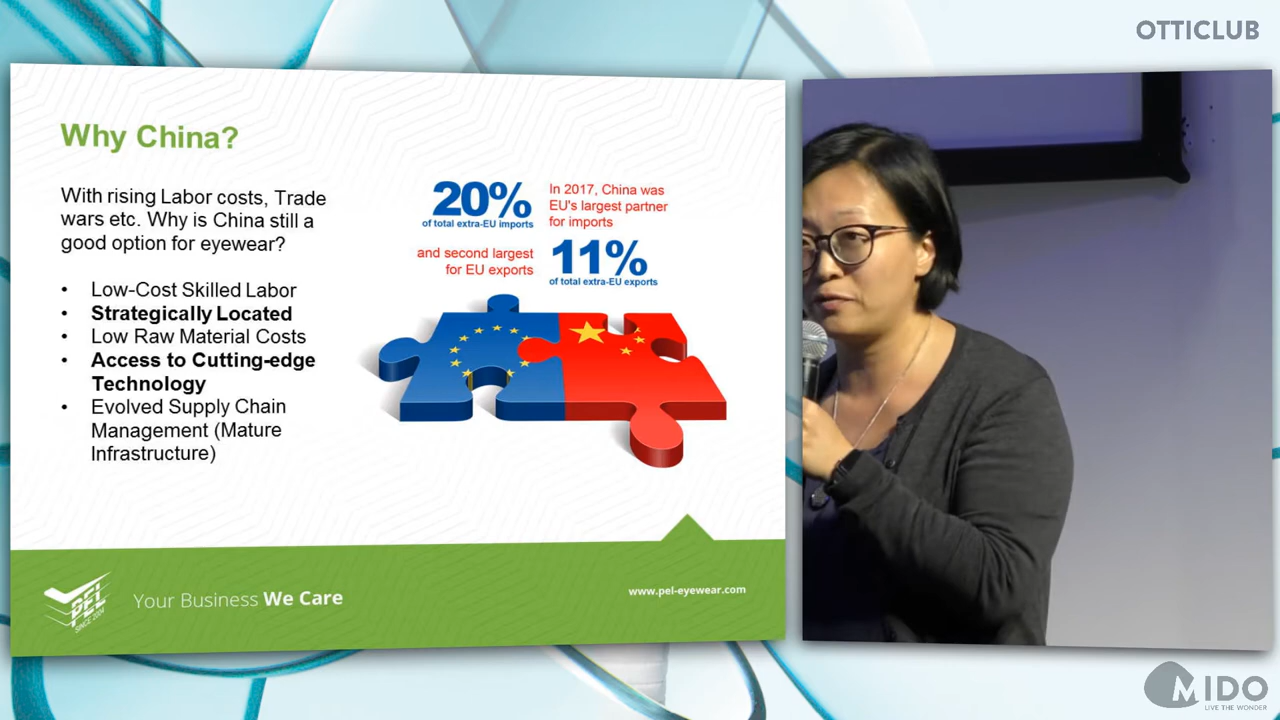 OTTICLUB
Why China?
With rising Labor costs, Trade
wars etc. Why is China still a
good option for eyewear?
• Low-Cost Skilled Labor
• Strategically Located
• Low Raw Material Costs
• Access to Cutting-edge
Technology
• Evolved Supply Chain
Management (Mature
Infrastructure)
20%
of total extra-EU imports
In 2017, China was
EU's largest partner
for imports
and second largest
for EU exports
11%
of total extra-EU exports
PEL
SINCE 2004
Your Business We Care
www.pel-eyewear.com
MIDO
LIVE THE WONDER